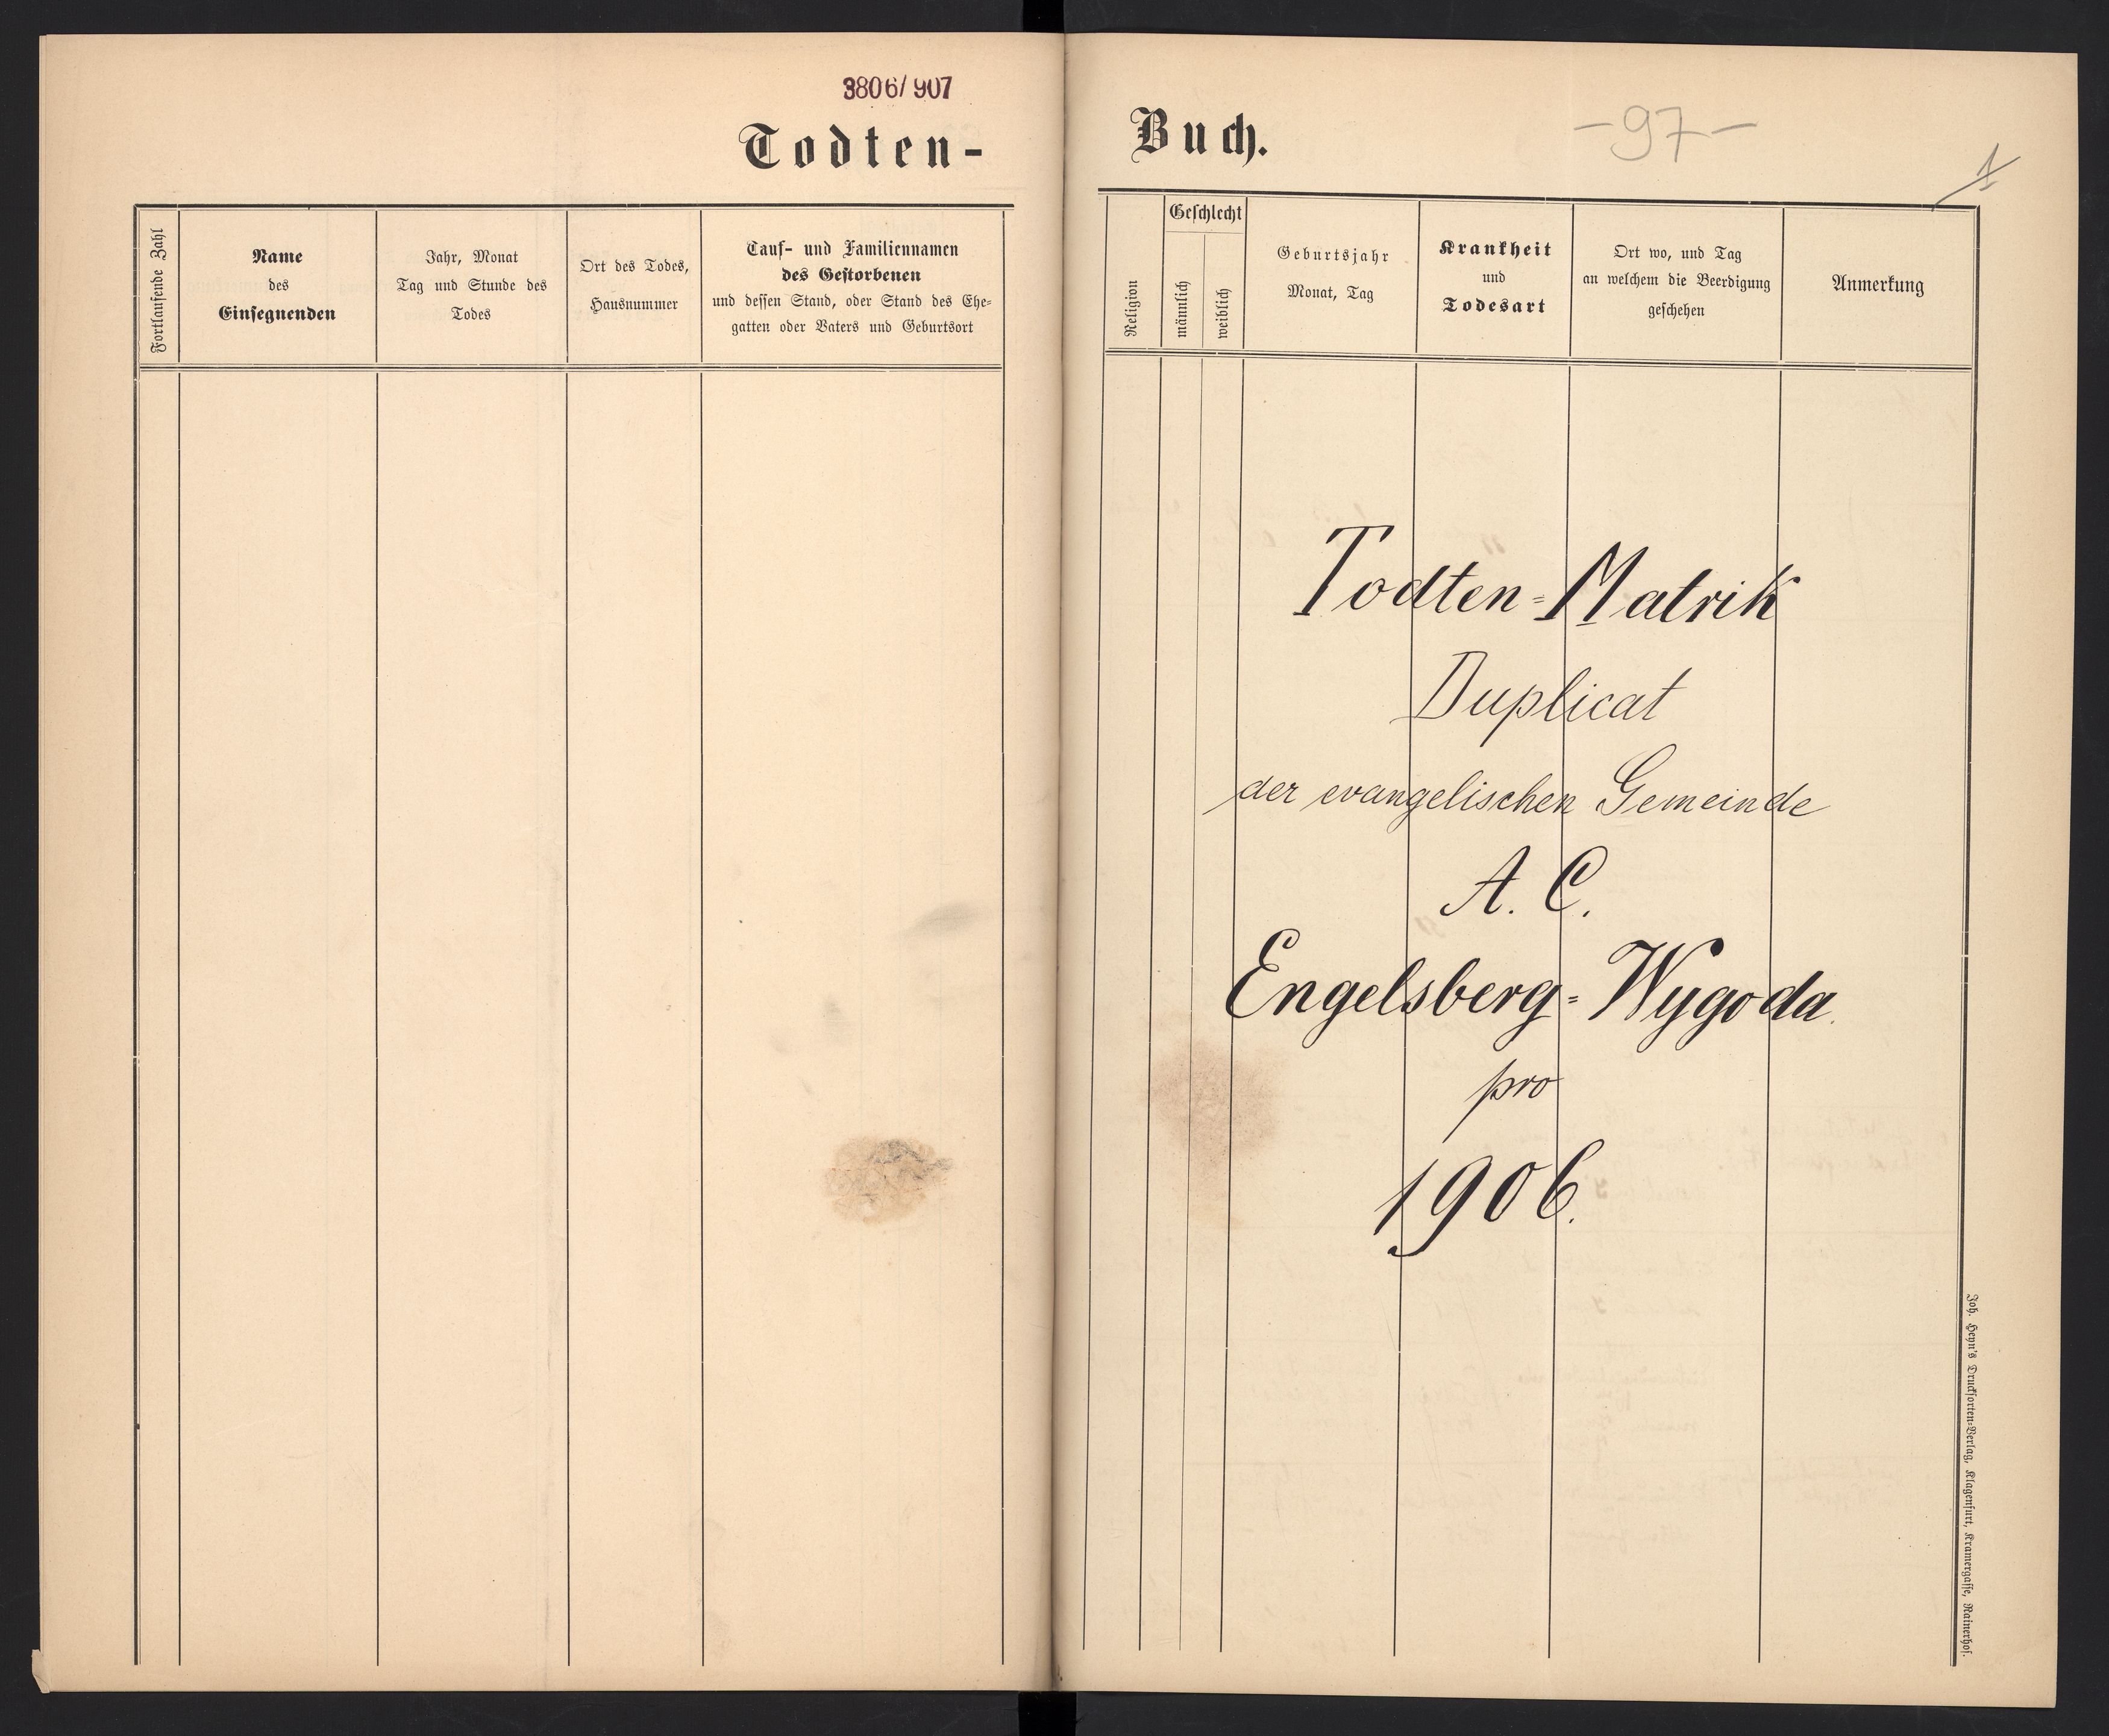 3806/907
Todten-
Fortlaufende Zahl
Name
des
Einsegnenden
Jahr, Monat
Tag und Stunde des
Todes
Ort des Todes,
Hausnummer
Tauf- und Familiennamen
des Gestorbenen
und dessen Stand, oder Stand des Ehe-
gatten oder Vaters und Geburtsort
Buch.
-97-
1
Religion
Geschlecht
männlich
weiblich
Geburtsjahr
Monat, Tag
Krankheit
und
Todesart
Ort wo, und Tag
an welchem die Beerdigung
geschehen
Anmerkung
Todten=Matrik
Duplicat
der evangelischen Gemeinde
A. C.
Engelsberg=Wygoda.
pro
1906.
Joh. Heyn's Drucksorten-Verlag, Klagenfurt, Kramergasse, Rainerhof.